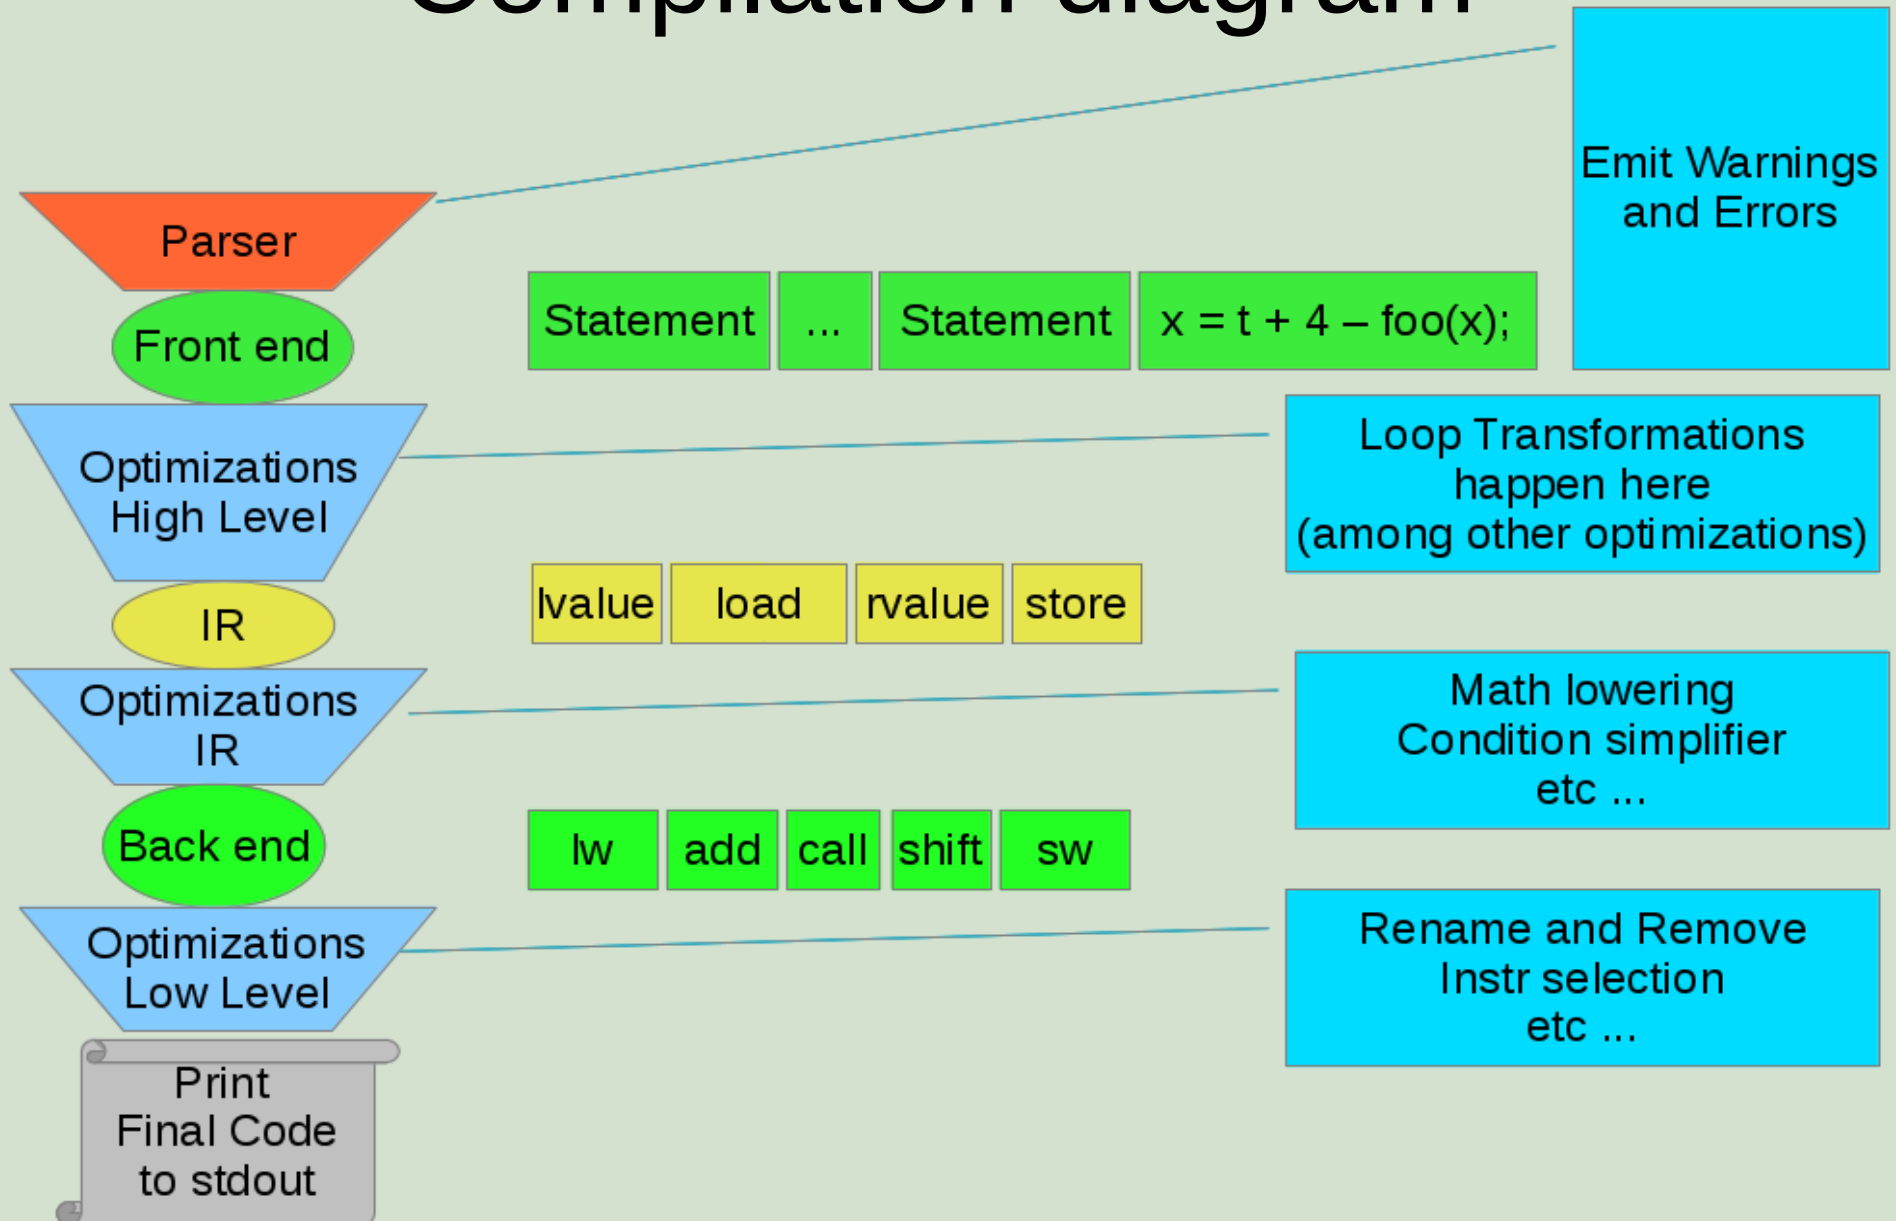 Compilation diagram
Emit Warnings
and Errors
Parser
Statement ... Statement x = t + 4 – foo(x);
Front end
Loop Transformations
happen here
(among other optimizations)
Optimizations
High Level
lvalue load rvalue store
IR
Math lowering
Condition simplifier
etc ...
Optimizations
IR
lw add call shift sw
Back end
Rename and Remove
Instr selection
etc ...
Optimizations
Low Level
Print
Final Code
to stdout